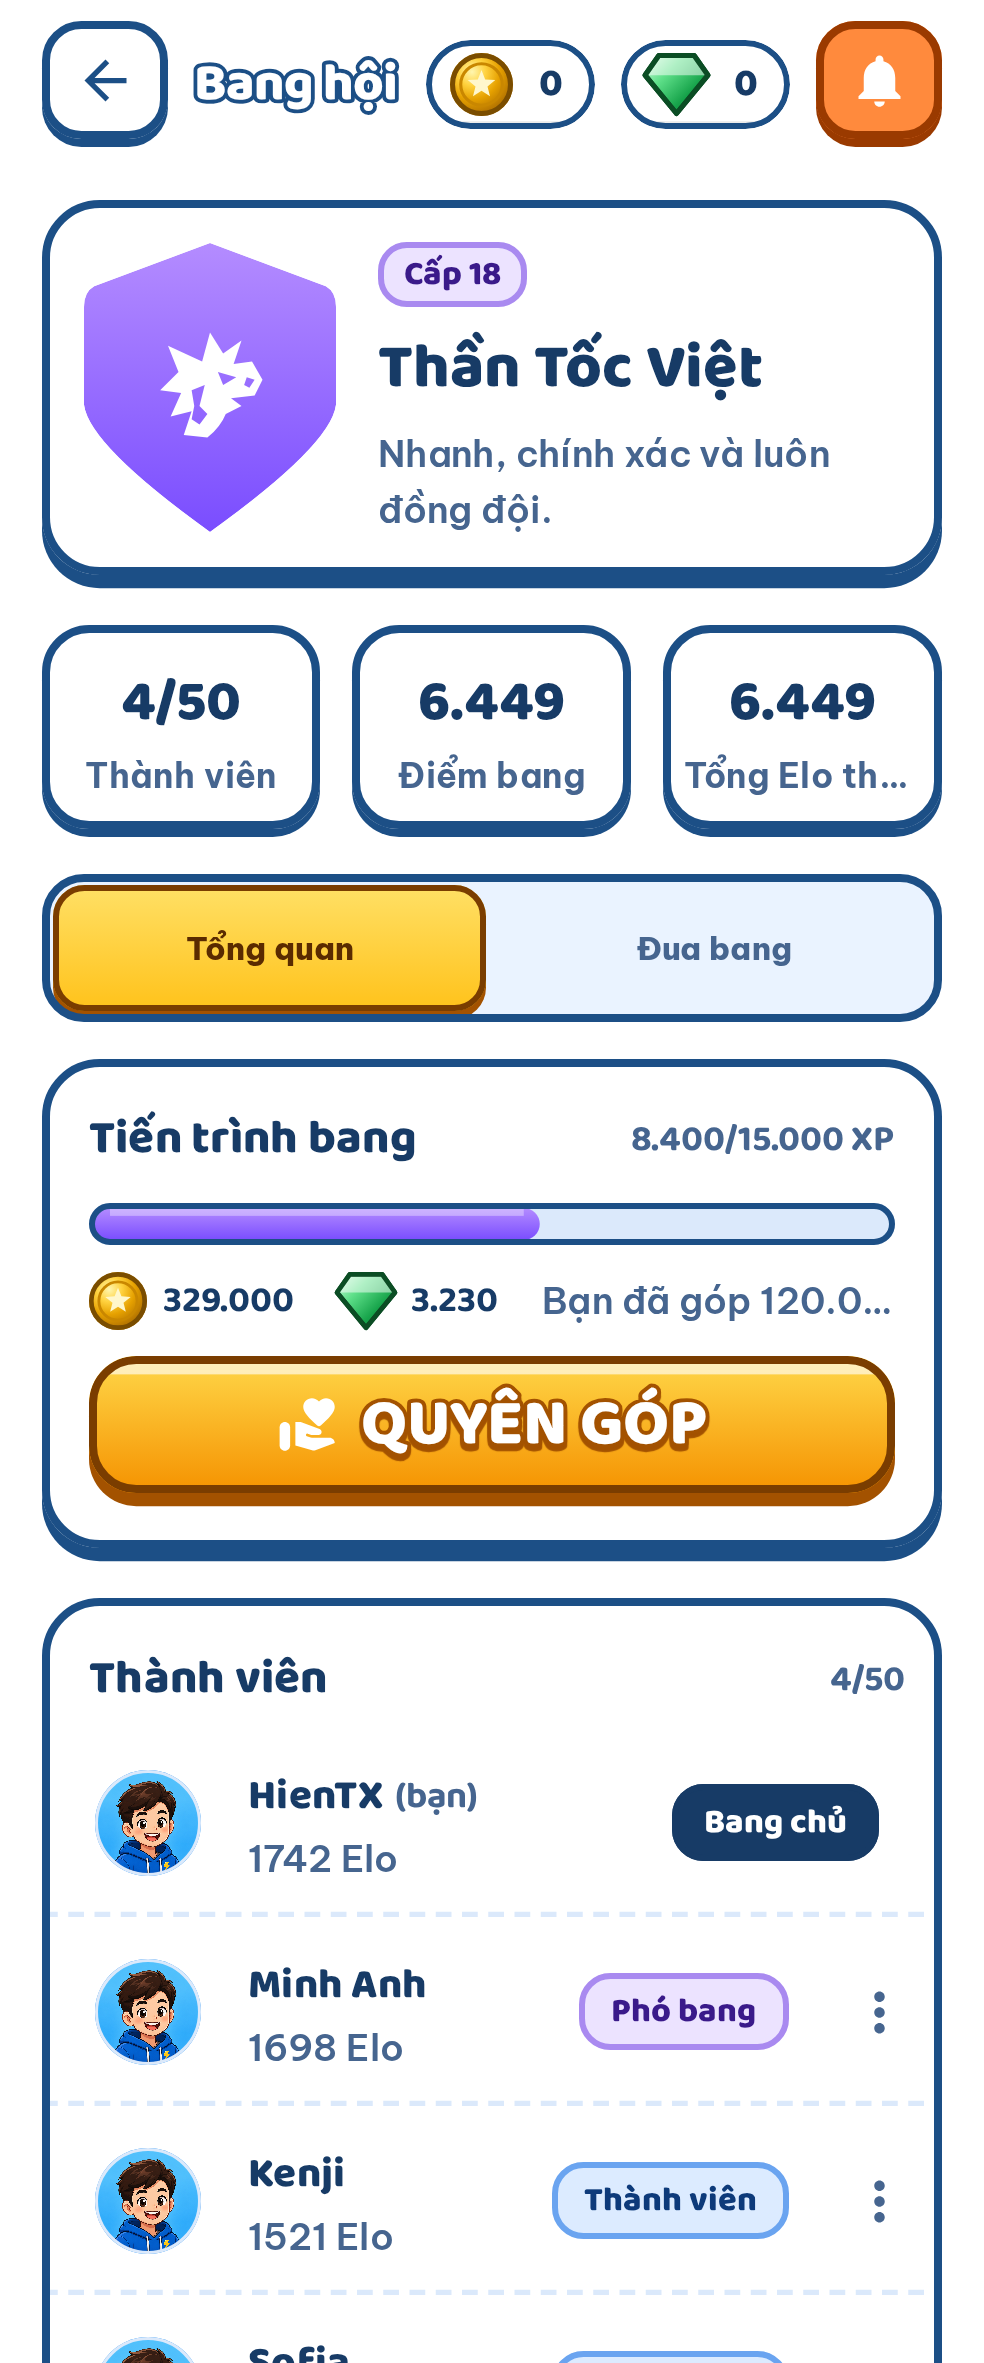 Bang hội
0
0
Cấp 18
Thần Tốc Việt
Nhanh, chính xác và luôn
đồng đội.
4/50
Thành viên
6.449
Điểm bang
6.449
Tổng Elo th...
Tổng quan
Đua bang
Tiến trình bang
8.400/15.000 XP
329.000
3.230
Bạn đã góp 120.0...
QUYÊN GÓP
Thành viên
4/50
HienTX (bạn)
1742 Elo
Bang chủ
Minh Anh
1698 Elo
Phó bang
Kenji
1521 Elo
Thành viên
Sofia